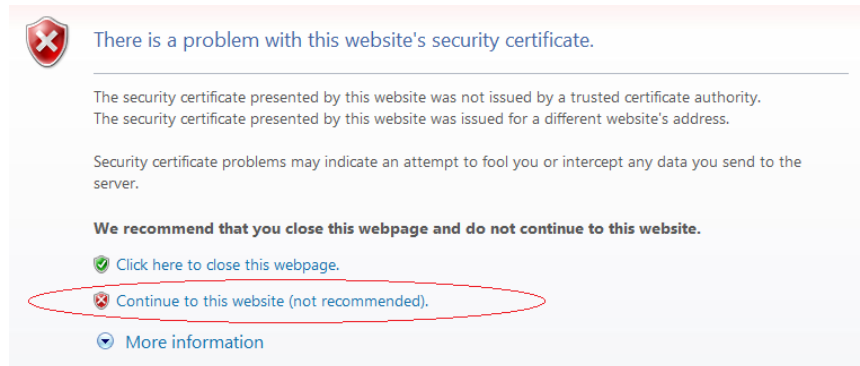 There is a problem with this website's security certificate.
The security certificate presented by this website was not issued by a trusted certificate authority.
The security certificate presented by this website was issued for a different website's address.
Security certificate problems may indicate an attempt to fool you or intercept any data you send to the
server.
We recommend that you close this webpage and do not continue to this website.
Click here to close this webpage.
Continue to this website (not recommended).
More information